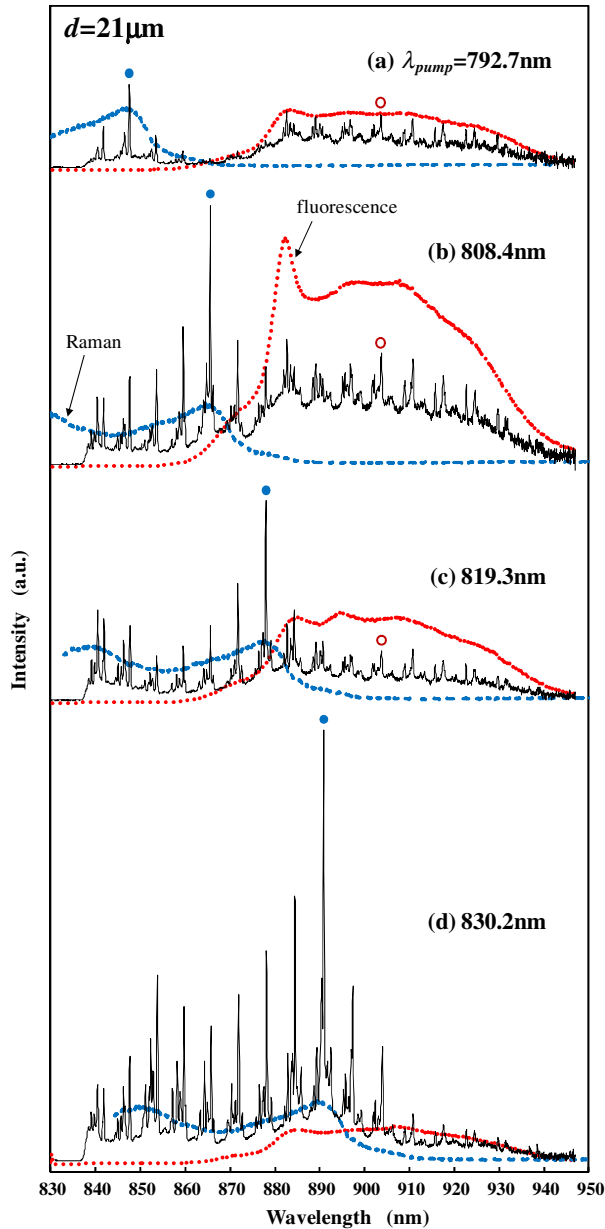 d=21μm
(a) λpump=792.7nm
fluorescence
(b) 808.4nm
Raman
(c) 819.3nm
Intensity (a.u.)
(d) 830.2nm
830 840 850 860 870 880 890 900 910 920 930 940 950
Wavelength (nm)